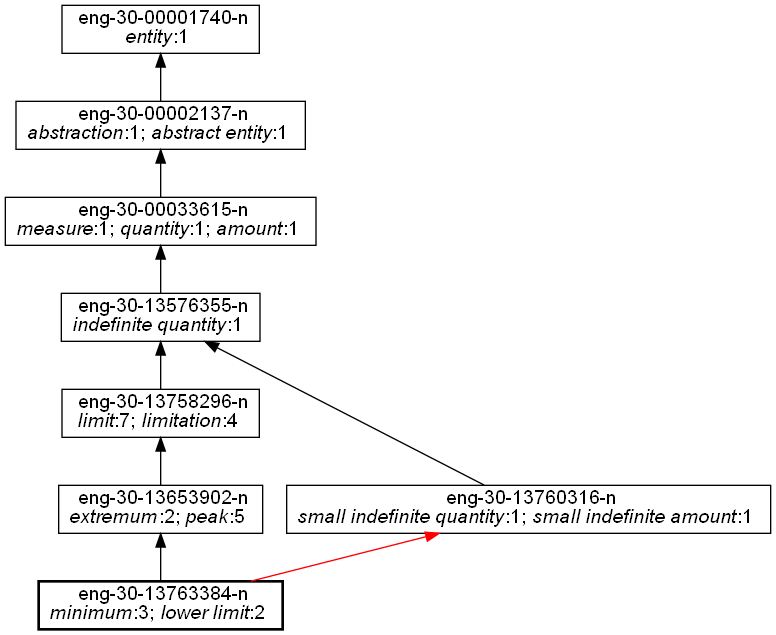 eng-30-00001740-n
entity:1
eng-30-00002137-n
abstraction:1; abstract entity:1
eng-30-00033615-n
measure:1; quantity:1; amount:1
eng-30-13576355-n
indefinite quantity:1
eng-30-13758296-n
limit:7; limitation:4
eng-30-13653902-n
extremum:2; peak:5
eng-30-13760316-n
small indefinite quantity:1; small indefinite amount:1
eng-30-13763384-n
minimum:3; lower limit:2